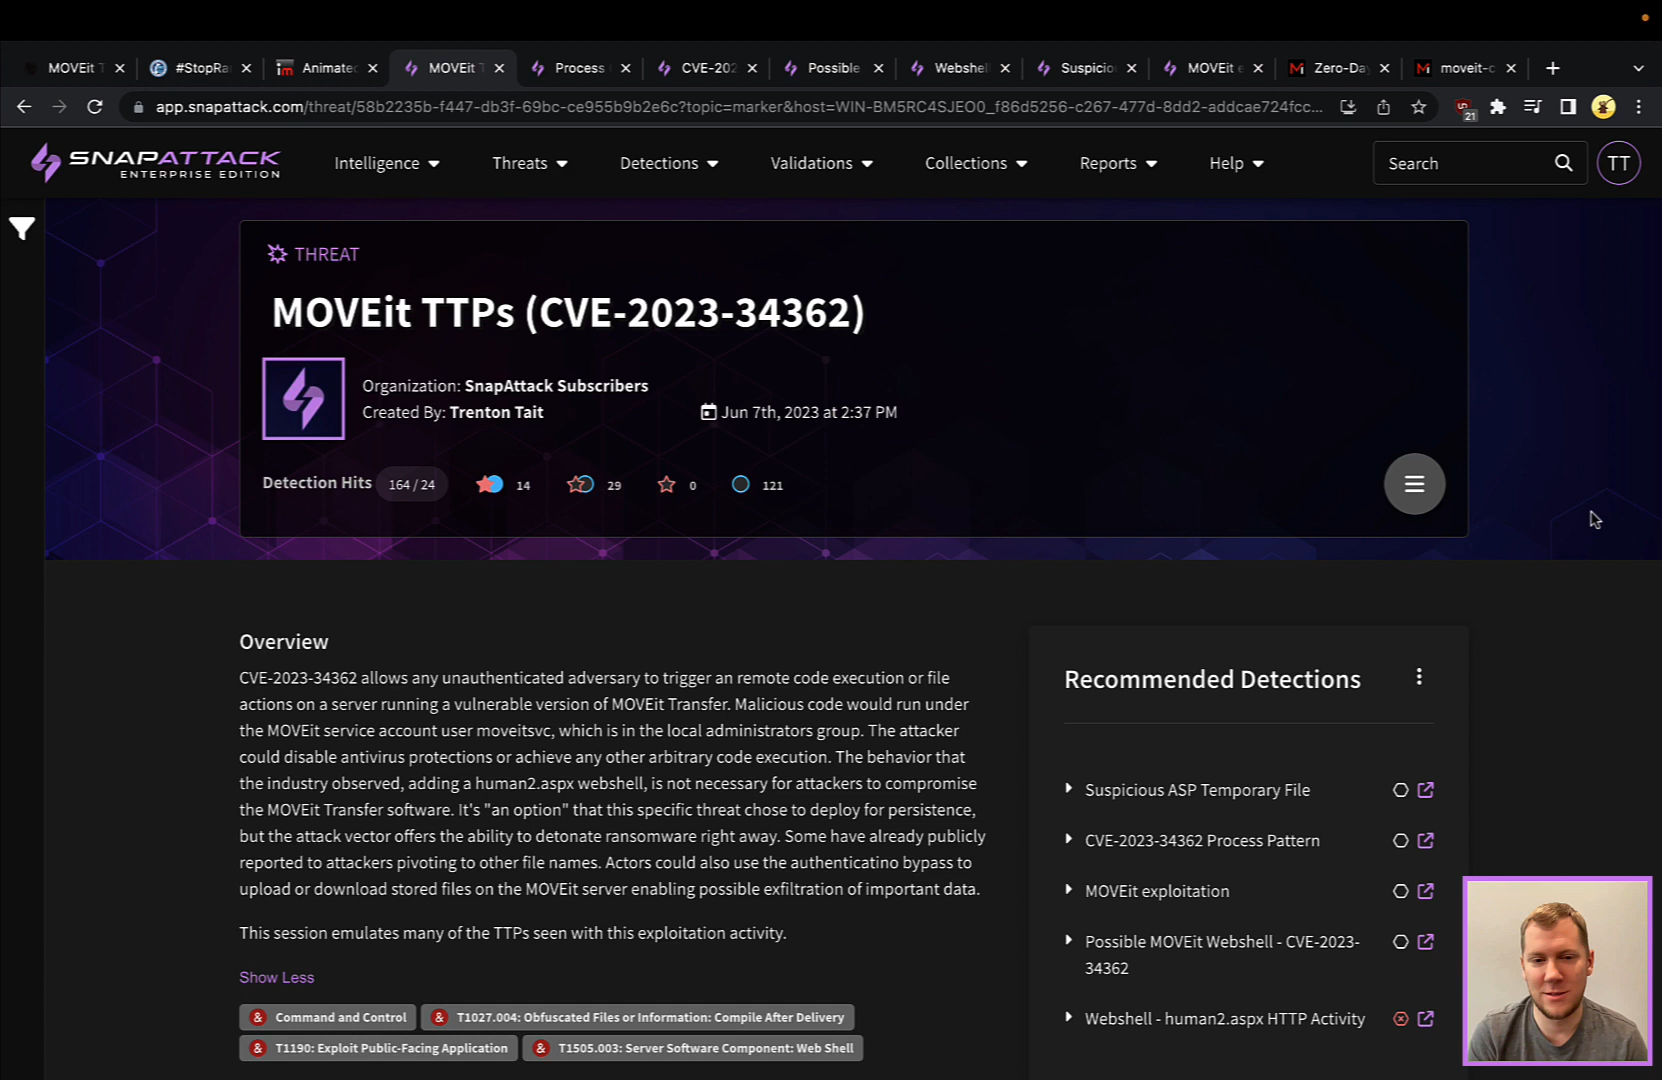 MOVEit T
#StopRa
Animated
MOVEit T
Process
CVE-202
Possible
Webshel
Suspicio
MOVEit e
Zero-Day
moveit-c
app.snapattack.com/threat/58b2235b-f447-db3f-69bc-ce955b9b2e6c?topic=marker&host=WIN-BM5RC4SJEO0_f86d5256-c267-477d-8dd2-addcae724fcc...
21
SNAPATTACK
ENTERPRISE EDITION
Intelligence
Threats
Detections
Validations
Collections
Reports
Help
Search
TT
THREAT
MOVEit TTPs (CVE-2023-34362)
Organization: SnapAttack Subscribers
Created By: Trenton Tait
Jun 7th, 2023 at 2:37 PM
Detection Hits 164 / 24 14 29 0 121
Overview
CVE-2023-34362 allows any unauthenticated adversary to trigger an remote code execution or file
actions on a server running a vulnerable version of MOVEit Transfer. Malicious code would run under
the MOVEit service account user moveitsvc, which is in the local administrators group. The attacker
could disable antivirus protections or achieve any other arbitrary code execution. The behavior that
the industry observed, adding a human2.aspx webshell, is not necessary for attackers to compromise
the MOVEit Transfer software. It's "an option" that this specific threat chose to deploy for persistence,
but the attack vector offers the ability to detonate ransomware right away. Some have already publicly
reported to attackers pivoting to other file names. Actors could also use the authenticatino bypass to
upload or download stored files on the MOVEit server enabling possible exfiltration of important data.
This session emulates many of the TTPs seen with this exploitation activity.
Show Less
& Command and Control
& T1027.004: Obfuscated Files or Information: Compile After Delivery
& T1190: Exploit Public-Facing Application
& T1505.003: Server Software Component: Web Shell
Recommended Detections
Suspicious ASP Temporary File
CVE-2023-34362 Process Pattern
MOVEit exploitation
Possible MOVEit Webshell - CVE-2023-
34362
Webshell - human2.aspx HTTP Activity